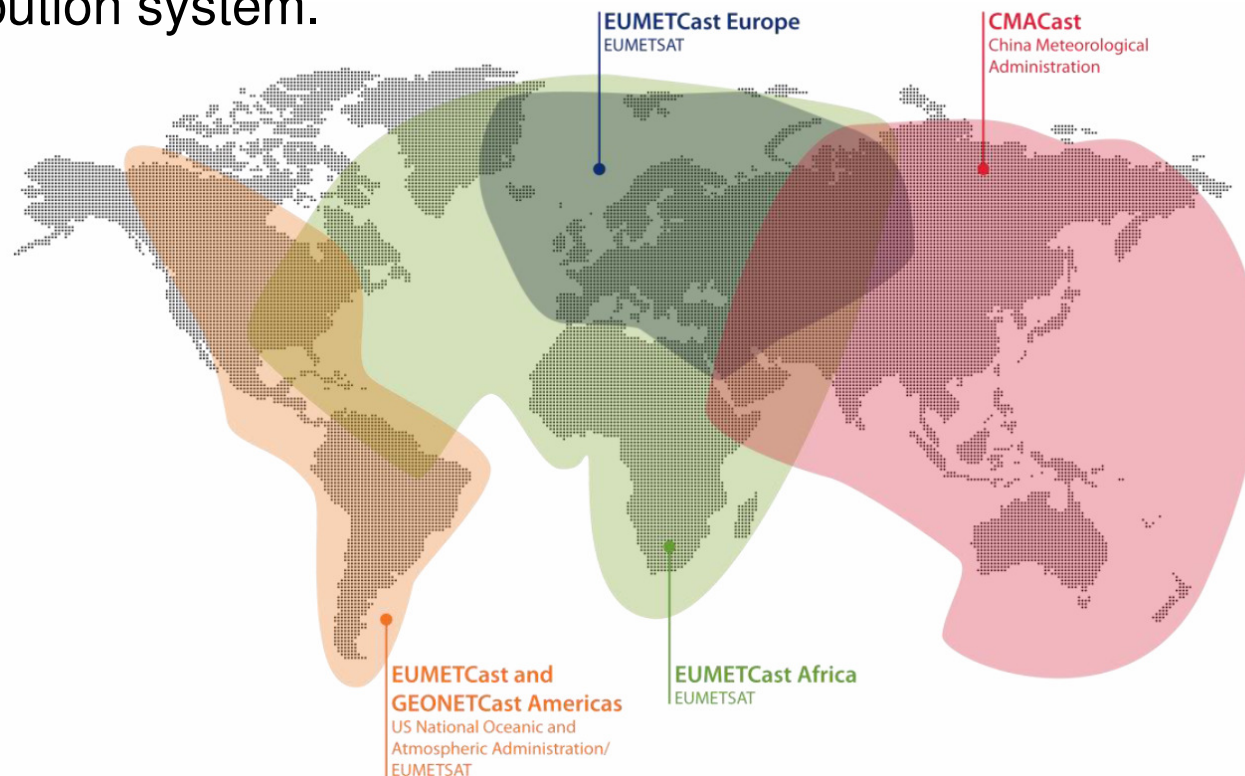 system.
EUMETCast Europe
EUMETSAT
CMACast
China Meteorological
Administration
EUMETCast and
GEONETCast Americas
US National Oceanic and
Atmospheric Administration/
EUMETSAT
EUMETCast Africa
EUMETSAT